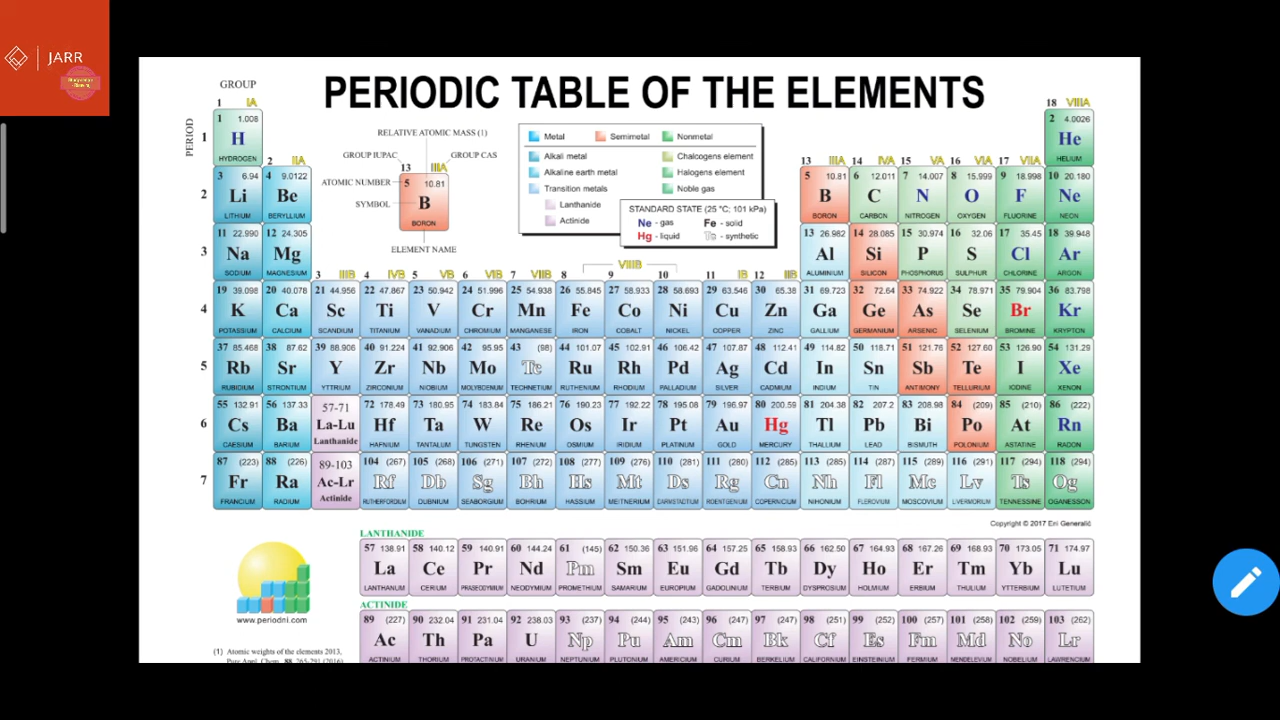 JARR
GROUP
PERIODIC TABLE OF THE ELEMENTS
1 IA
18 VIIIA
PERIOD
1 1.008
H
HYDROGEN
2 4.0026
He
HELIUM
RELATIVE ATOMIC MASS (1)
GROUP IUPAC
GROUP CAS
13 IIIA
ATOMIC NUMBER
5 10.81
SYMBOL
B
BORON
ELEMENT NAME
Metal Semimetal Nonmetal
Alkali metal Chalcogens element
Alkaline earth metal Halogens element
Transition metals Noble gas
Lanthanide
Actinide
STANDARD STATE (25 °C; 101 kPa)
Ne - gas Fe - solid
Hg - liquid Tc - synthetic
2 IIA 13 IIIA 14 IVA 15 VA 16 VIA 17 VIIA
1
2
3 6.94 4 9.0122 5 10.81 6 12.011 7 14.007 8 15.999 9 18.998 10 20.180
Li Be B C N O F Ne
LITHIUM BERYLLIUM BORON CARBON NITROGEN OXYGEN FLUORINE NEON
3
11 22.990 12 24.305 13 26.982 14 28.085 15 30.974 16 32.06 17 35.45 18 39.948
Na Mg Al Si P S Cl Ar
SODIUM MAGNESIUM ALUMINIUM SILICON PHOSPHORUS SULPHUR CHLORINE ARGON
3 IIIB 4 IVB 5 VB 6 VIB 7 VIIB 8 VIIIB 9 10 11 IB 12 IIB
4
19 39.098 20 40.078 21 44.956 22 47.867 23 50.942 24 51.996 25 54.938 26 55.845 27 58.933 28 58.693 29 63.546 30 65.38 31 69.723 32 72.64 33 74.922 34 78.971 35 79.904 36 83.798
K Ca Sc Ti V Cr Mn Fe Co Ni Cu Zn Ga Ge As Se Br Kr
POTASSIUM CALCIUM SCANDIUM TITANIUM VANADIUM CHROMIUM MANGANESE IRON COBALT NICKEL COPPER ZINC GALLIUM GERMANIUM ARSENIC SELENIUM BROMINE KRYPTON
5
37 85.468 38 87.62 39 88.906 40 91.224 41 92.906 42 95.95 43 (98) 44 101.07 45 102.91 46 106.42 47 107.87 48 112.41 49 114.82 50 118.71 51 121.76 52 127.60 53 126.90 54 131.29
Rb Sr Y Zr Nb Mo Tc Ru Rh Pd Ag Cd In Sn Sb Te I Xe
RUBIDIUM STRONTIUM YTTRIUM ZIRCONIUM NIOBIUM MOLYBDENUM TECHNETIUM RUTHENIUM RHODIUM PALLADIUM SILVER CADMIUM INDIUM TIN ANTIMONY TELLURIUM IODINE XENON
6
55 132.91 56 137.33 57-71 72 178.49 73 180.95 74 183.84 75 186.21 76 190.23 77 192.22 78 195.08 79 196.97 80 200.59 81 204.38 82 207.2 83 208.98 84 (209) 85 (210) 86 (222)
Cs Ba La-Lu Hf Ta W Re Os Ir Pt Au Hg Tl Pb Bi Po At Rn
CAESIUM BARIUM Lanthanide HAFNIUM TANTALUM TUNGSTEN RHENIUM OSMIUM IRIDIUM PLATINUM GOLD MERCURY THALLIUM LEAD BISMUTH POLONIUM ASTATINE RADON
7
87 (223) 88 (226) 89-103 104 (267) 105 (268) 106 (271) 107 (272) 108 (277) 109 (276) 110 (281) 111 (280) 112 (285) 113 (285) 114 (287) 115 (289) 116 (291) 117 (294) 118 (294)
Fr Ra Ac-Lr Rf Db Sg Bh Hs Mt Ds Rg Cn Nh Fl Mc Lv Ts Og
FRANCIUM RADIUM Actinide RUTHERFORDIUM DUBNIUM SEABORGIUM BOHRIUM HASSIUM MEITNERIUM DARMSTADTIUM ROENTGENIUM COPERNICIUM NIHONIUM FLEROVIUM MOSCOVIUM LIVERMORIUM TENNESSINE OGANESSON
Copyright © 2017 Eni Generalić
LANTHANIDE
57 138.91 58 140.12 59 140.91 60 144.24 61 (145) 62 150.36 63 151.96 64 157.25 65 158.93 66 162.50 67 164.93 68 167.26 69 168.93 70 173.05 71 174.97
La Ce Pr Nd Pm Sm Eu Gd Tb Dy Ho Er Tm Yb Lu
LANTHANUM CERIUM PRASEODYMIUM NEODYMIUM PROMETHIUM SAMARIUM EUROPIUM GADOLINIUM TERBIUM DYSPROSIUM HOLMIUM ERBIUM THULIUM YTTERBIUM LUTETIUM
ACTINIDE
89 (227) 90 232.04 91 231.04 92 238.03 93 (237) 94 (244) 95 (243) 96 (247) 97 (247) 98 (251) 99 (252) 100 (257) 101 (258) 102 (259) 103 (262)
Ac Th Pa U Np Pu Am Cm Bk Cf Es Fm Md No Lr
ACTINIUM THORIUM PROTACTINIUM URANIUM NEPTUNIUM PLUTONIUM AMERICIUM CURIUM BERKELIUM CALIFORNIUM EINSTEINIUM FERMIUM MENDELEVIUM NOBELIUM LAWRENCIUM
www.periodni.com
(1) Atomic weights of the elements 2013,
Pure Appl. Chem., 88, 265-291 (2016)